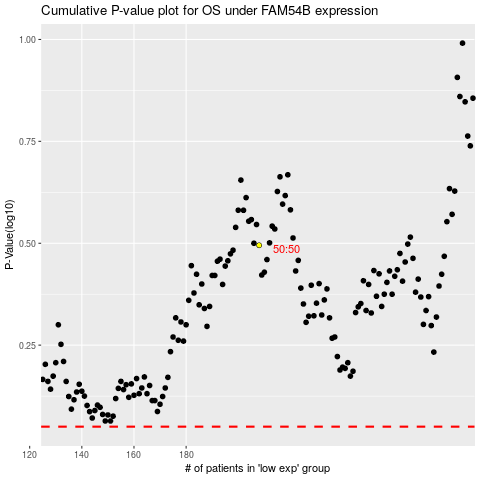 Cumulative P-value plot for OS under FAM54B expression
P-Value(log10)
1.00
0.75
0.50
0.25
50:50
120 140 160 180
# of patients in 'low exp' group